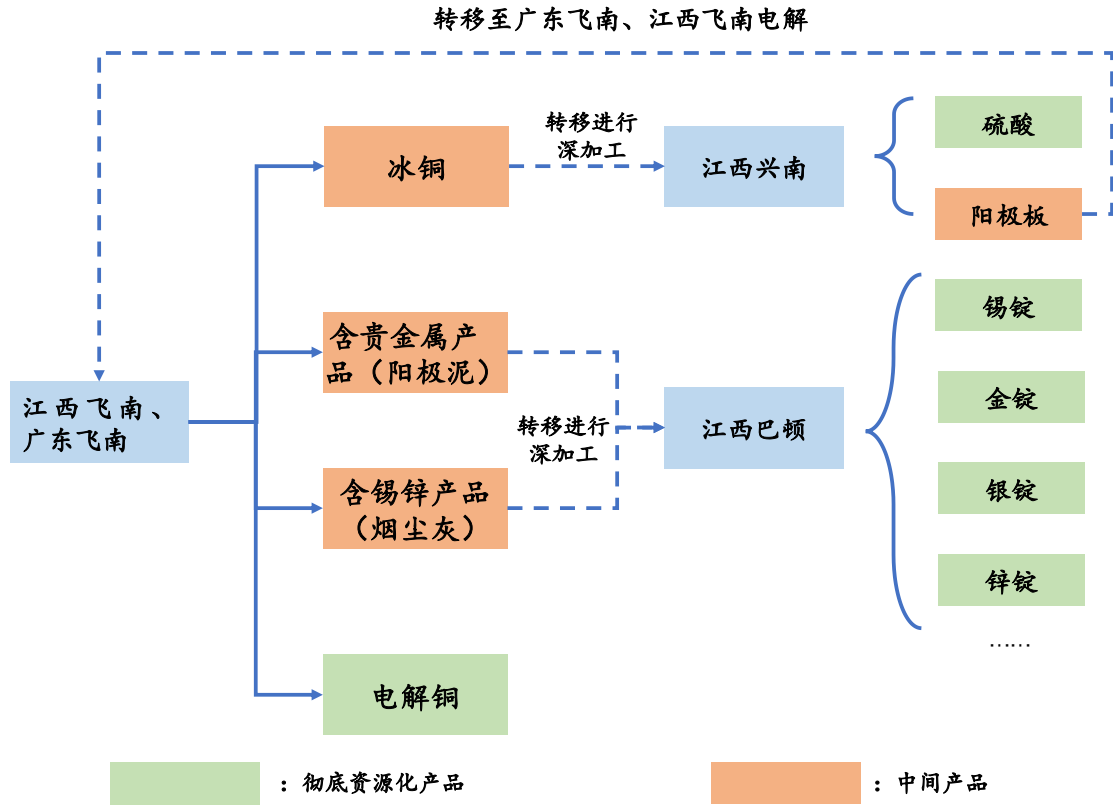 转移至广东飞南、江西飞南电解
冰铜
转移进行
深加工
江西兴南
硫酸
阳极板
含贵金属产
品（阳极泥）
江西飞南、
广东飞南
转移进行
深加工
含锡锌产品
（烟尘灰）
江西巴顿
锡锭
金锭
银锭
锌锭
……
电解铜
：彻底资源化产品
：中间产品